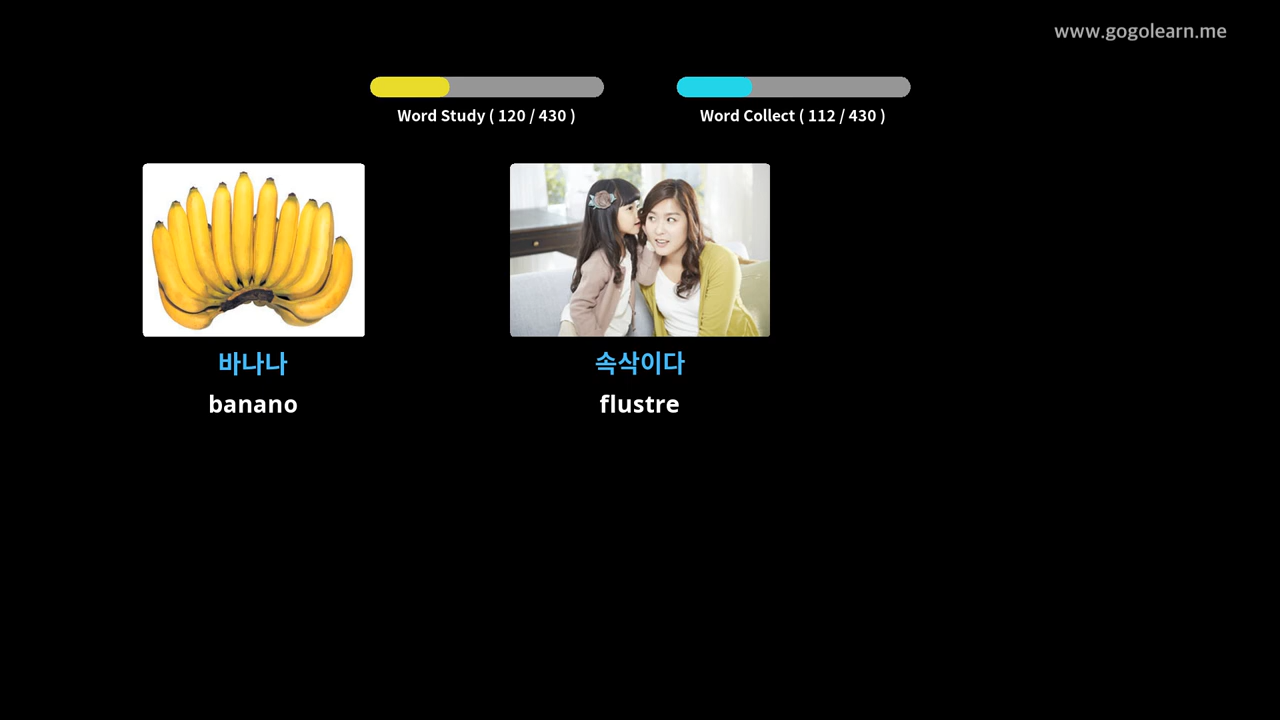 www.gogolearn.me
Word Study ( 120 / 430 )
Word Collect ( 112 / 430 )
바나나
banano
속삭이다
flustre